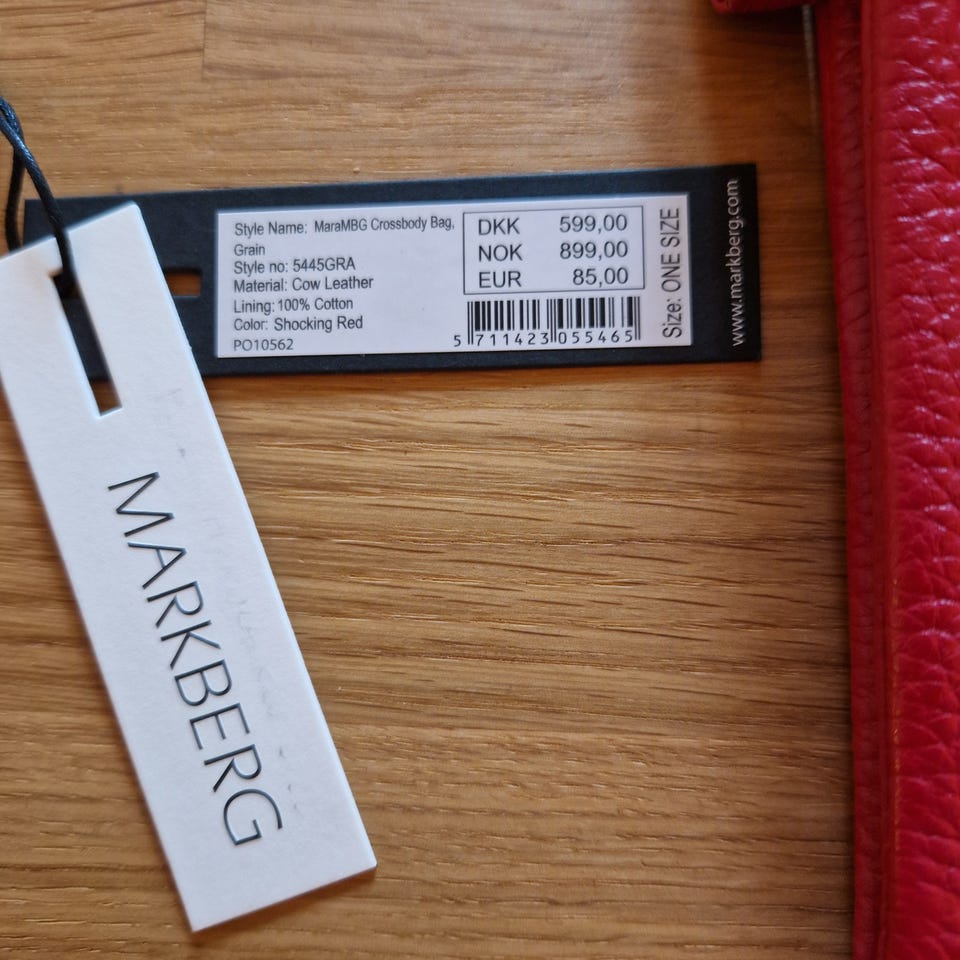 Style Name: MaraMBG Crossbody Bag,
Grain
Style no: 5445GRA
Material: Cow Leather
Lining: 100% Cotton
Color: Shocking Red
PO10562
DKK 599,00
NOK 899,00
EUR 85,00
5 711423 055465
Size: ONE SIZE
www.markberg.com
MARKBERG